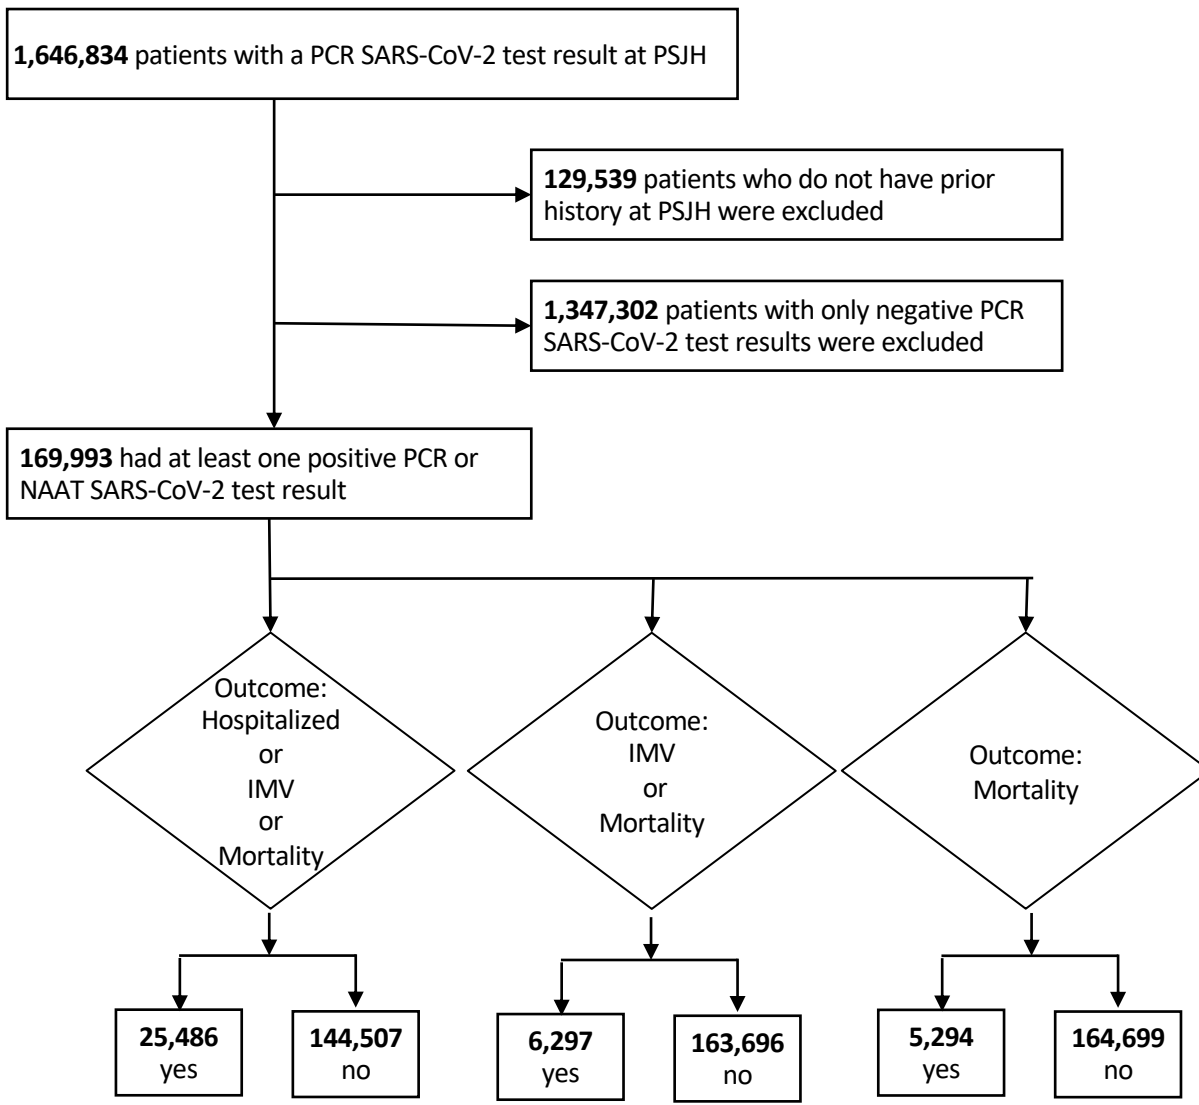 1,646,834 patients with a PCR SARS-CoV-2 test result at PSJH
129,539 patients who do not have prior
history at PSJH were excluded
1,347,302 patients with only negative PCR
SARS-CoV-2 test results were excluded
169,993 had at least one positive PCR or
NAAT SARS-CoV-2 test result
Outcome:
Hospitalized
or
IMV
or
Mortality
Outcome:
IMV
or
Mortality
Outcome:
Mortality
25,486
yes
144,507
no
6,297
yes
163,696
no
5,294
yes
164,699
no